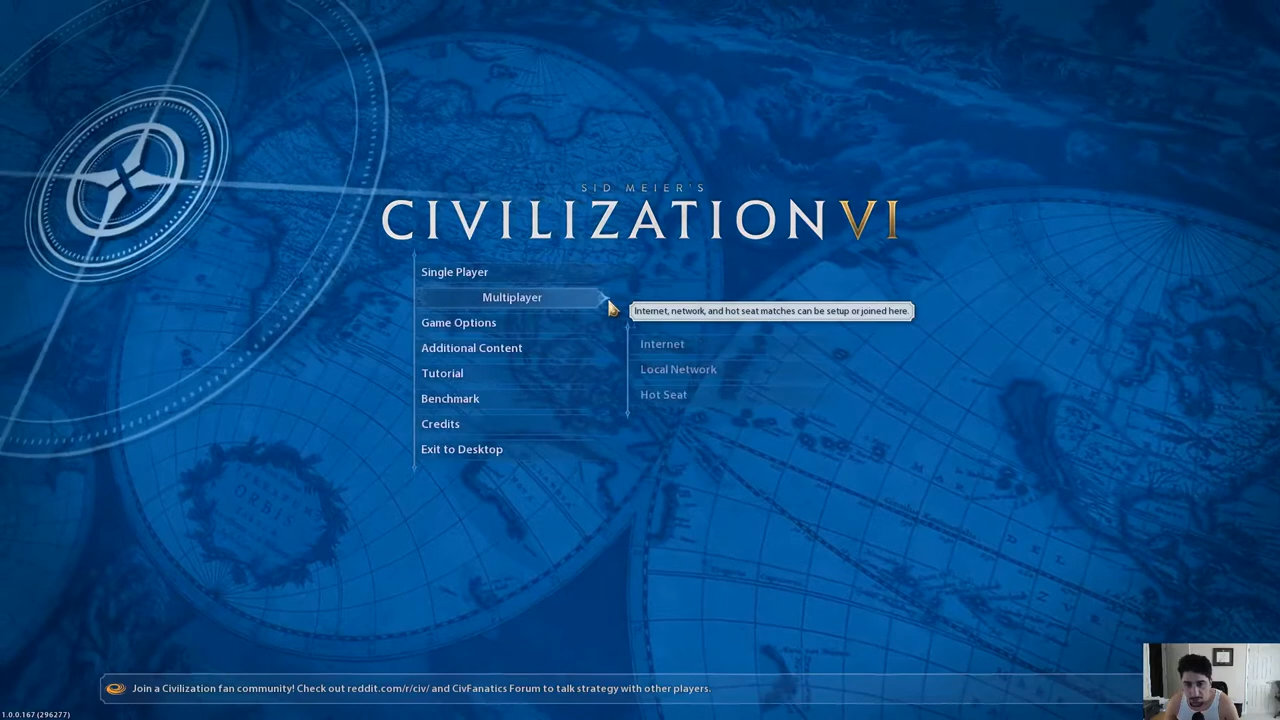 SID MEIER'S
CIVILIZATION VI
Single Player
Multiplayer
Internet, network, and hot seat matches can be setup or joined here.
Game Options
Internet
Additional Content
Local Network
Tutorial
Hot Seat
Benchmark
Credits
Exit to Desktop
ORBIS
Join a Civilization fan community! Check out reddit.com/r/civ/ and CivFanatics Forum to talk strategy with other players.
1.0.0.167 (296277)